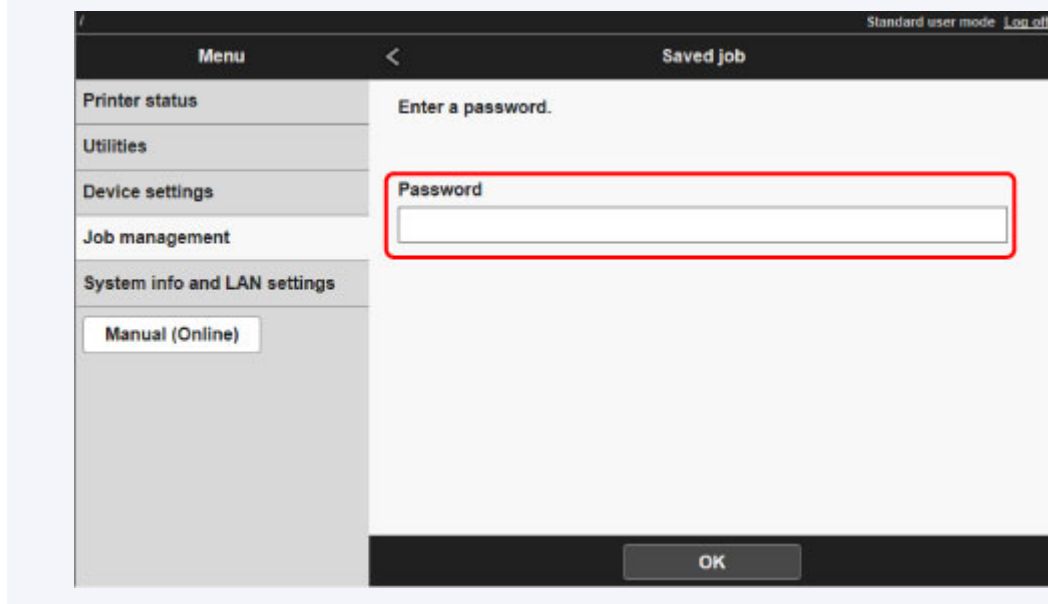 /
Standard user mode Log off
Menu
< Saved job
Printer status
Utilities
Device settings
Job management
System info and LAN settings
Manual (Online)
Enter a password.
Password
OK